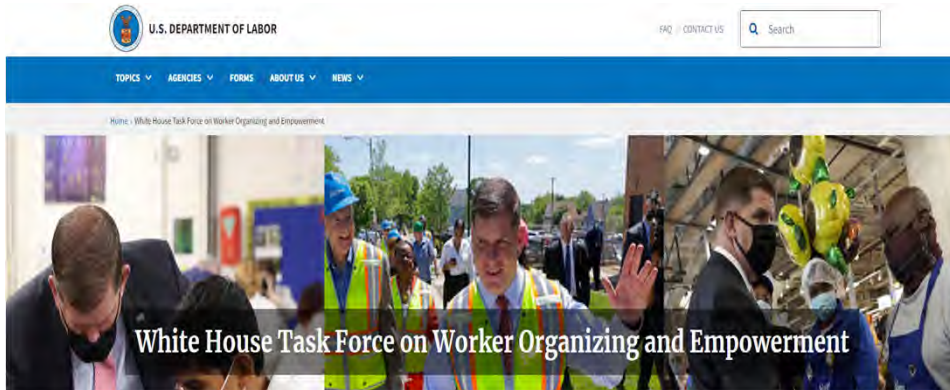 U.S. DEPARTMENT OF LABOR
FAQ // CONTACT US
Search
TOPICS AGENCIES FORMS ABOUT US NEWS
Home › White House Task Force on Worker Organizing and Empowerment
White House Task Force on Worker Organizing and Empowerment